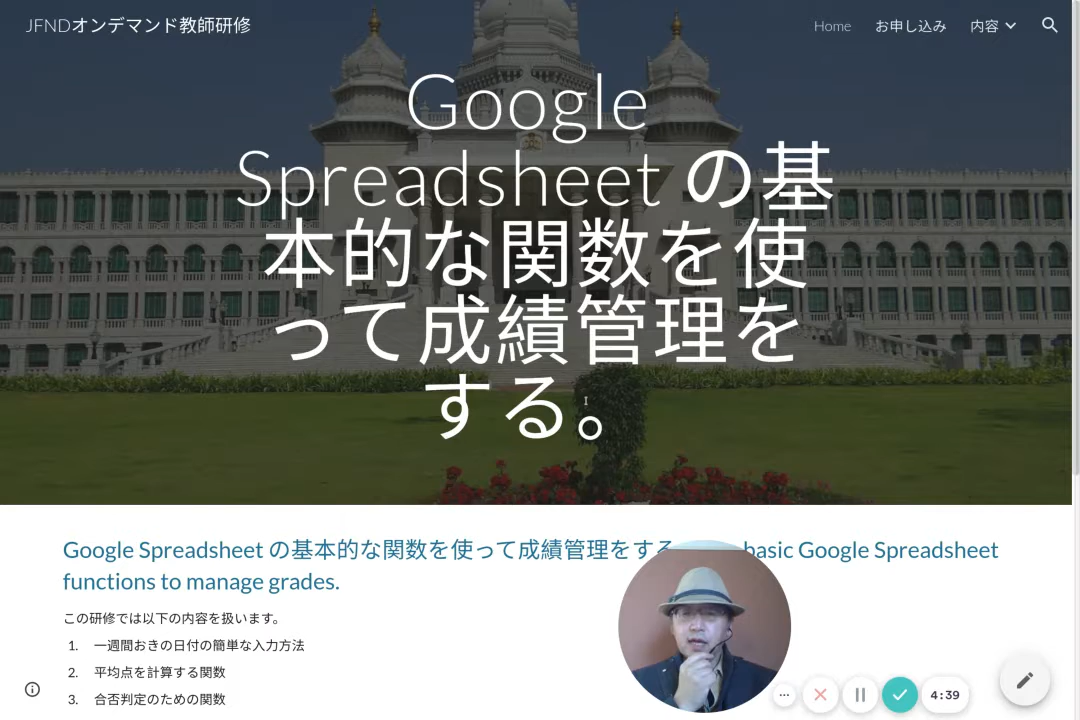 JFNDオンデマンド教師研修
Home お申し込み 内容
Google
Spreadsheet の基
本的な関数を使
って成績管理を
する。
Google Spreadsheet の基本的な関数を使って成績管理をする basic Google Spreadsheet
functions to manage grades.
この研修では以下の内容を扱います。
1. 一週間おきの日付の簡単な入力方法
2. 平均点を計算する関数
3. 合否判定のための関数
4:39